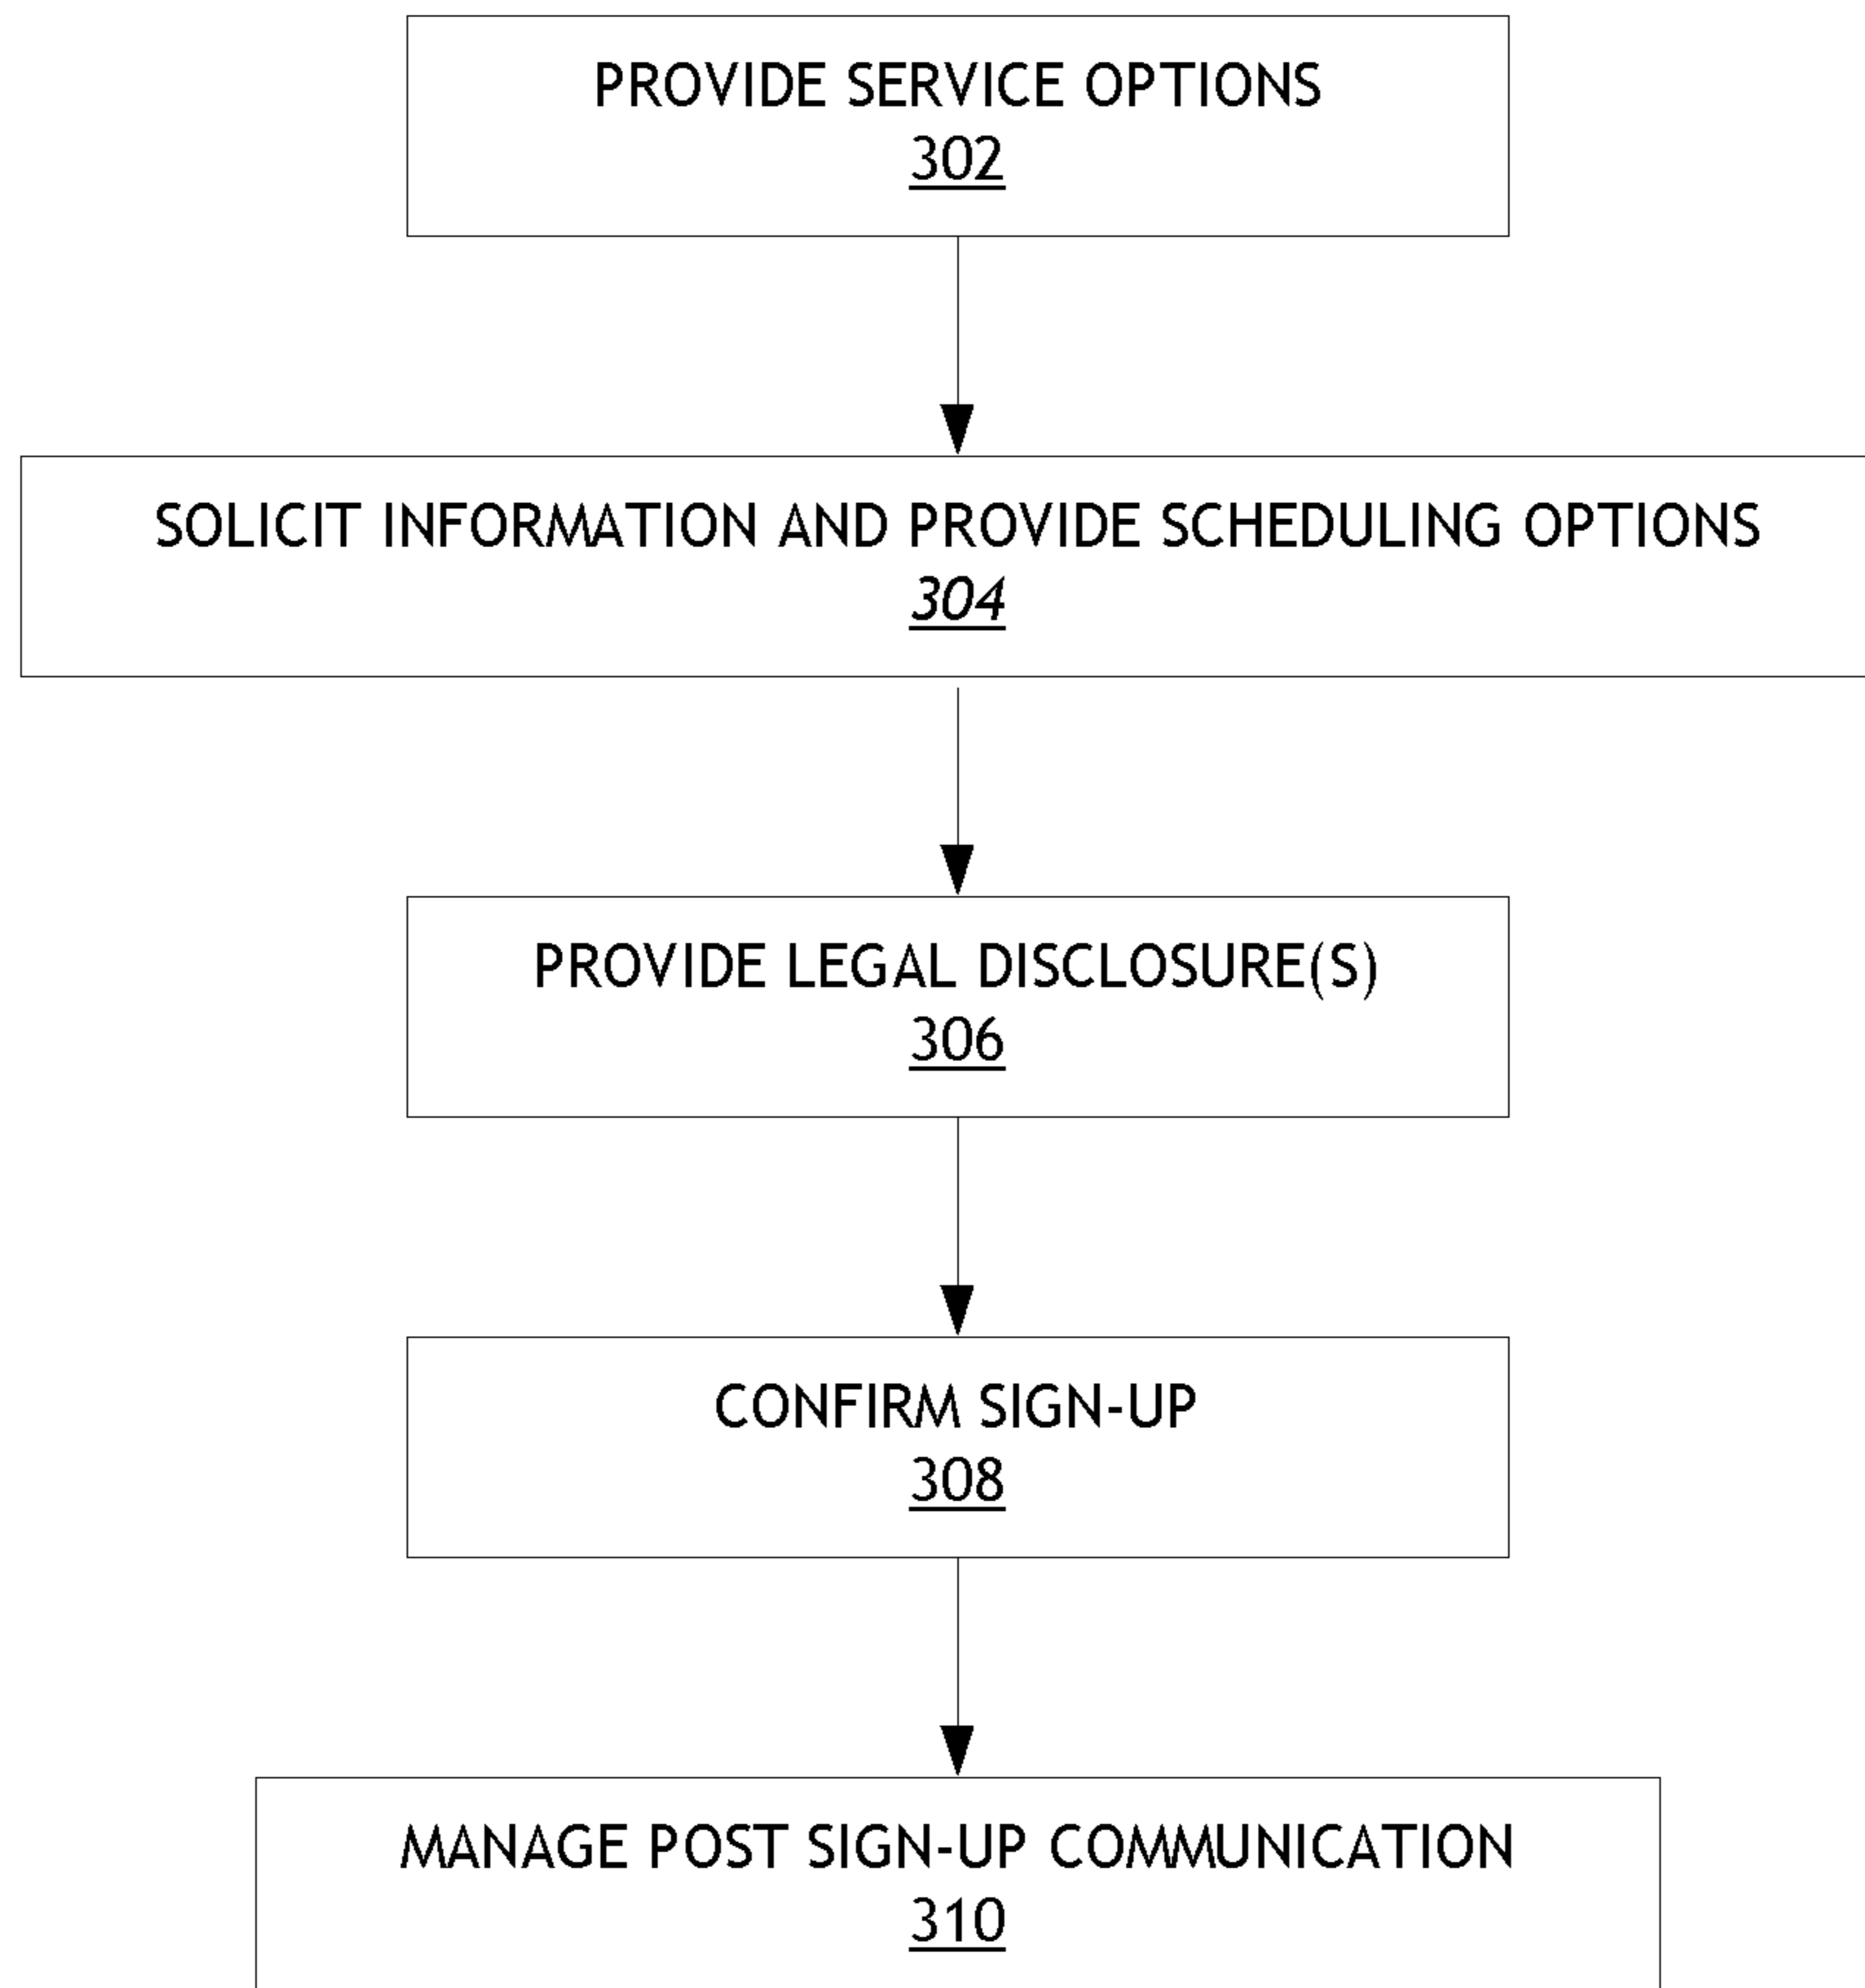 PROVIDE SERVICE OPTIONS
302
SOLICIT INFORMATION AND PROVIDE SCHEDULING OPTIONS
304
PROVIDE LEGAL DISCLOSURE(S)
306
CONFIRM SIGN-UP
308
MANAGE POST SIGN-UP COMMUNICATION
310